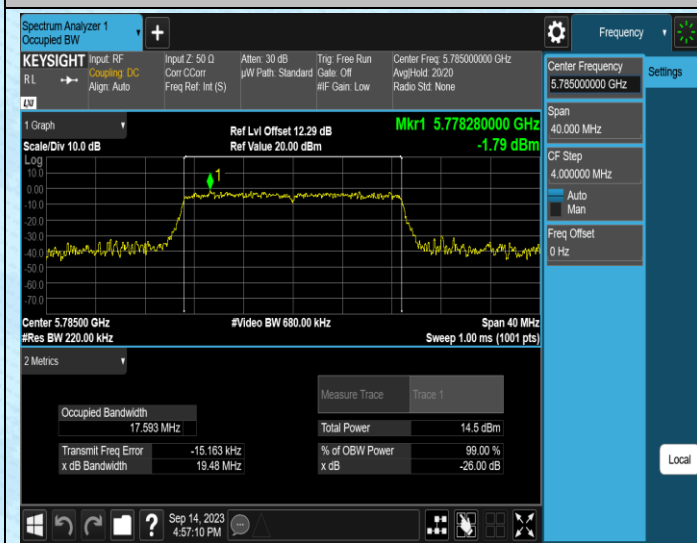 Spectrum Analyzer 1
Occupied BW
+
Frequency
KEYSIGHT
R L
Input: RF
Coupling: DC
Align: Auto
Input Z: 50 Ω
Corr CCorr
Freq Ref: Int (S)
Atten: 30 dB
µW Path: Standard
Trig: Free Run
Gate: Off
#IF Gain: Low
Center Freq: 5.785000000 GHz
Avg|Hold: 20/20
Radio Std: None
LXI
1 Graph
Scale/Div 10.0 dB
Ref Lvl Offset 12.29 dB
Ref Value 20.00 dBm
Mkr1 5.778280000 GHz
-1.79 dBm
Log
10.0
0.00
-10.0
-20.0
-30.0
-40.0
-50.0
-60.0
-70.0
1
Center 5.78500 GHz
#Res BW 220.00 kHz
#Video BW 680.00 kHz
Span 40 MHz
Sweep 1.00 ms (1001 pts)
2 Metrics
Measure Trace Trace 1
Occupied Bandwidth
17.593 MHz
Total Power 14.5 dBm
Transmit Freq Error -15.163 kHz
% of OBW Power 99.00 %
x dB Bandwidth 19.48 MHz
x dB -26.00 dB
Center Frequency
5.785000000 GHz
Settings
Span
40.000 MHz
CF Step
4.000000 MHz
Auto
Man
Freq Offset
0 Hz
Local
?
Sep 14, 2023
4:57:10 PM